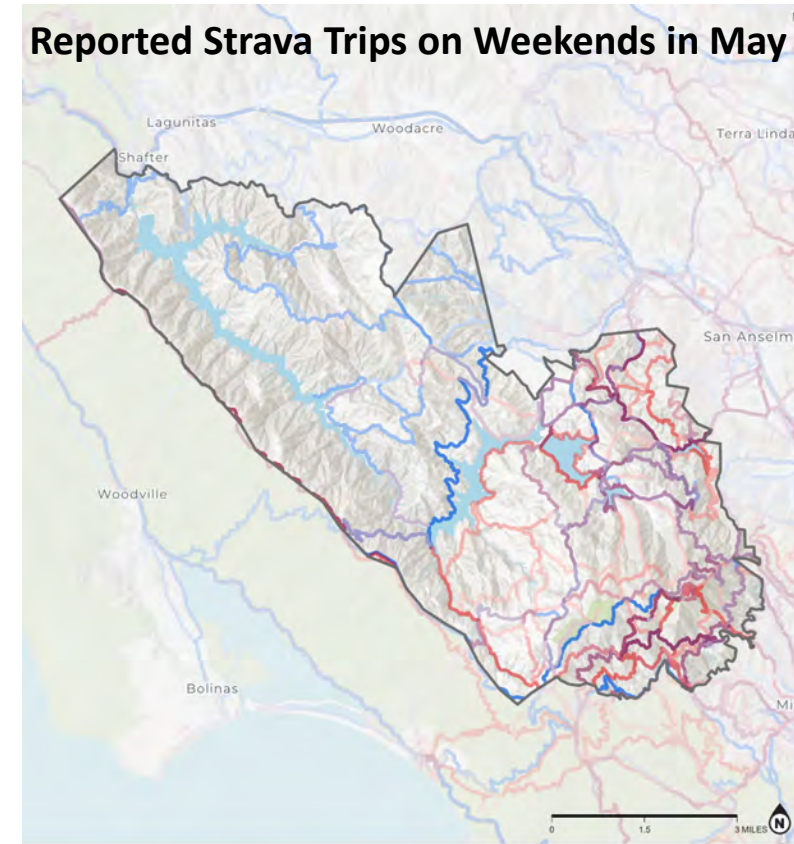 Reported Strava Trips on Weekends in May
Lagunitas
Woodacre
Terra Linda
Shafter
San Anselm
Woodville
Bolinas
Mi
0 1.5 3 MILES
N